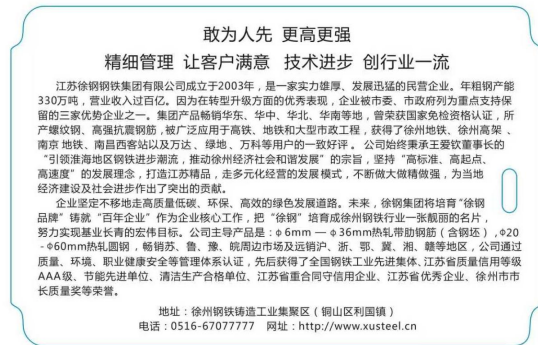 敢为人先 更高更强
精细管理 让客户满意 技术进步 创行业一流
江苏徐钢钢铁集团有限公司成立于2003年，是一家实力雄厚、发展迅猛的民营企业。年粗钢产能
330万吨，营业收入过百亿。因为在转型升级方面的优秀表现，企业被市委、市政府列为重点支持保
留的三家优势企业之一。集团产品畅销华东、华中、华北、华南等地，曾荣获国家免检资格认证，所
产螺纹钢、高强抗震钢筋，被广泛应用于高铁、地铁和大型市政工程，获得了徐州地铁、徐州高架 、
南京 地铁、南昌西客站以及万达 、绿地 、万科等用户的一致好评 。公司始终秉承王爱钦董事长的
“引领淮海地区钢铁进步潮流，推动徐州经济社会和谐发展”的宗旨，坚持“高标准、高起点、
高速度”的发展理念，打造江苏精品，走多元化经营的发展模式，不断做大做精做强，为当地
经济建设及社会进步作出了突出的贡献。
企业坚定不移地走高质量低碳、环保、高效的绿色发展道路。未来，徐钢集团将培育“徐钢
品牌”铸就“百年企业”作为企业核心工作，把“徐钢”培育成徐州钢铁行业一张靓丽的名片，
努力实现基业长青的宏伟目标。公司主导产品是：φ6mm — φ36mm热轧带肋钢筋（含钢坯）,φ20
-φ60mm热轧圆钢，畅销苏、鲁、豫、皖周边市场及远销沪、浙、鄂、冀、湘、赣等地区，公司通过
质量、环境、职业健康安全等管理体系认证，先后获得了全国钢铁工业先进集体、江苏省质量信用等级
AAA级、节能先进单位、清洁生产合格单位、江苏省重合同守信用企业、江苏省优秀企业、徐州市市
长质量奖等荣誉。
地址：徐州钢铁铸造工业集聚区（铜山区利国镇）
电话：0516-67077777 网址：http://www.xusteel.cn